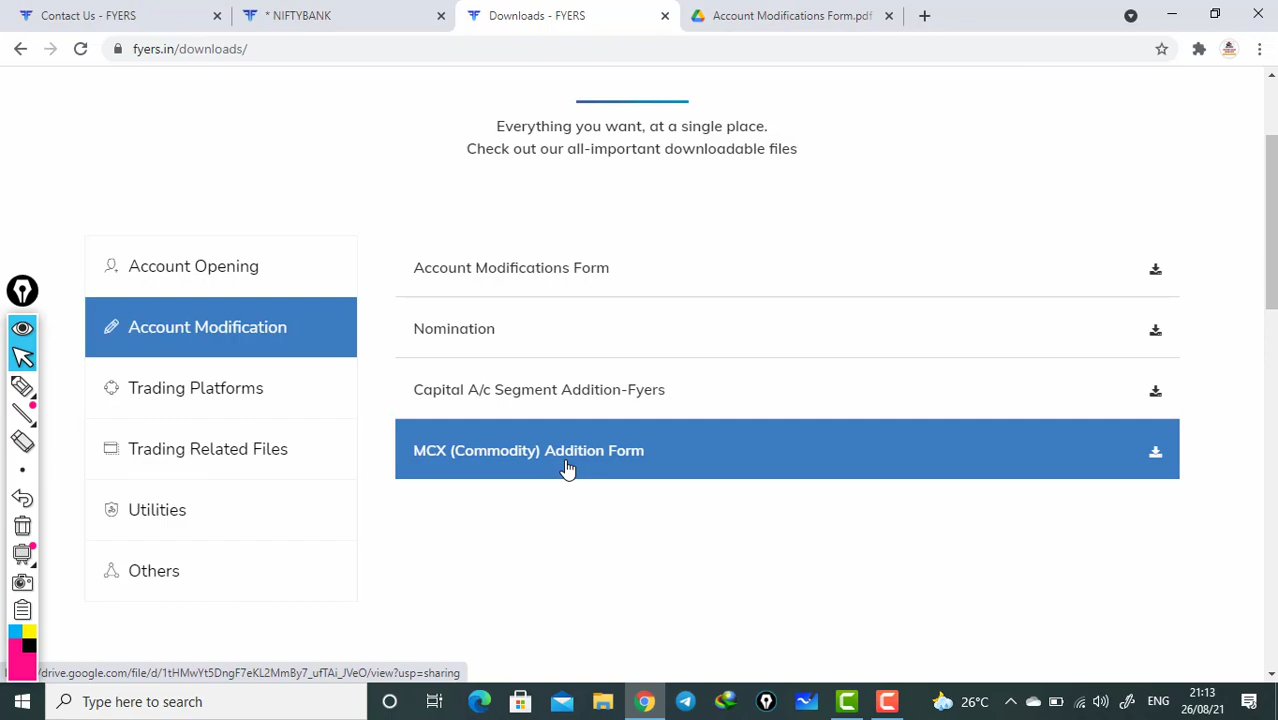 Contact Us - FYERS
* NIFTYBANK
Downloads - FYERS
Account Modifications Form.pdf
fyers.in/downloads/
Everything you want, at a single place.
Check out our all-important downloadable files
Account Opening
Account Modification
Trading Platforms
Trading Related Files
Utilities
Others
Account Modifications Form
Nomination
Capital A/c Segment Addition-Fyers
MCX (Commodity) Addition Form
drive.google.com/file/d/1tHMwYt5DngF7eKL2MmBy7_ufTAi_JVeO/view?usp=sharing
Type here to search
26°C
ENG
21:13
26/08/21